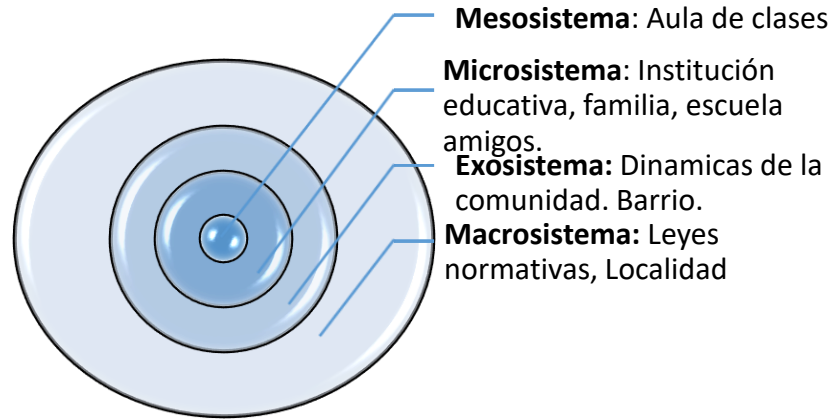 Mesosistema: Aula de clases
Microsistema: Institución
educativa, familia, escuela
amigos.
Exosistema: Dinamicas de la
comunidad. Barrio.
Macrosistema: Leyes
normativas, Localidad